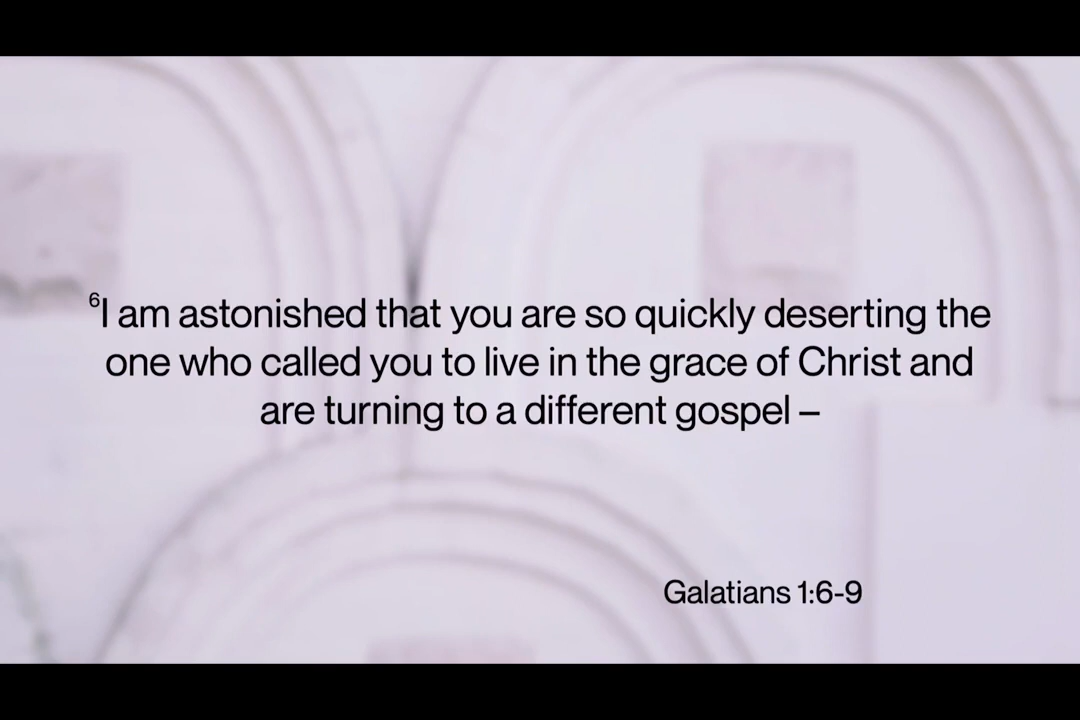 ⁶I am astonished that you are so quickly deserting the
one who called you to live in the grace of Christ and
are turning to a different gospel –
Galatians 1:6-9